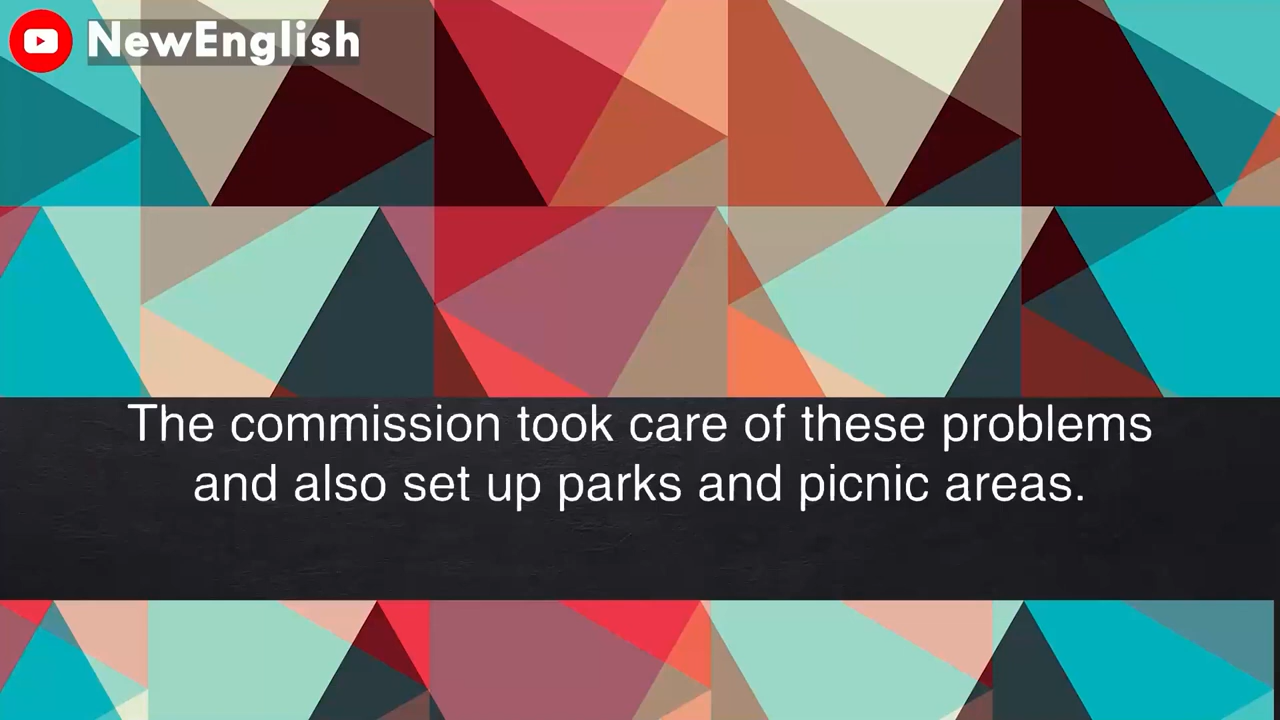 NewEnglish
The commission took care of these problems
and also set up parks and picnic areas.